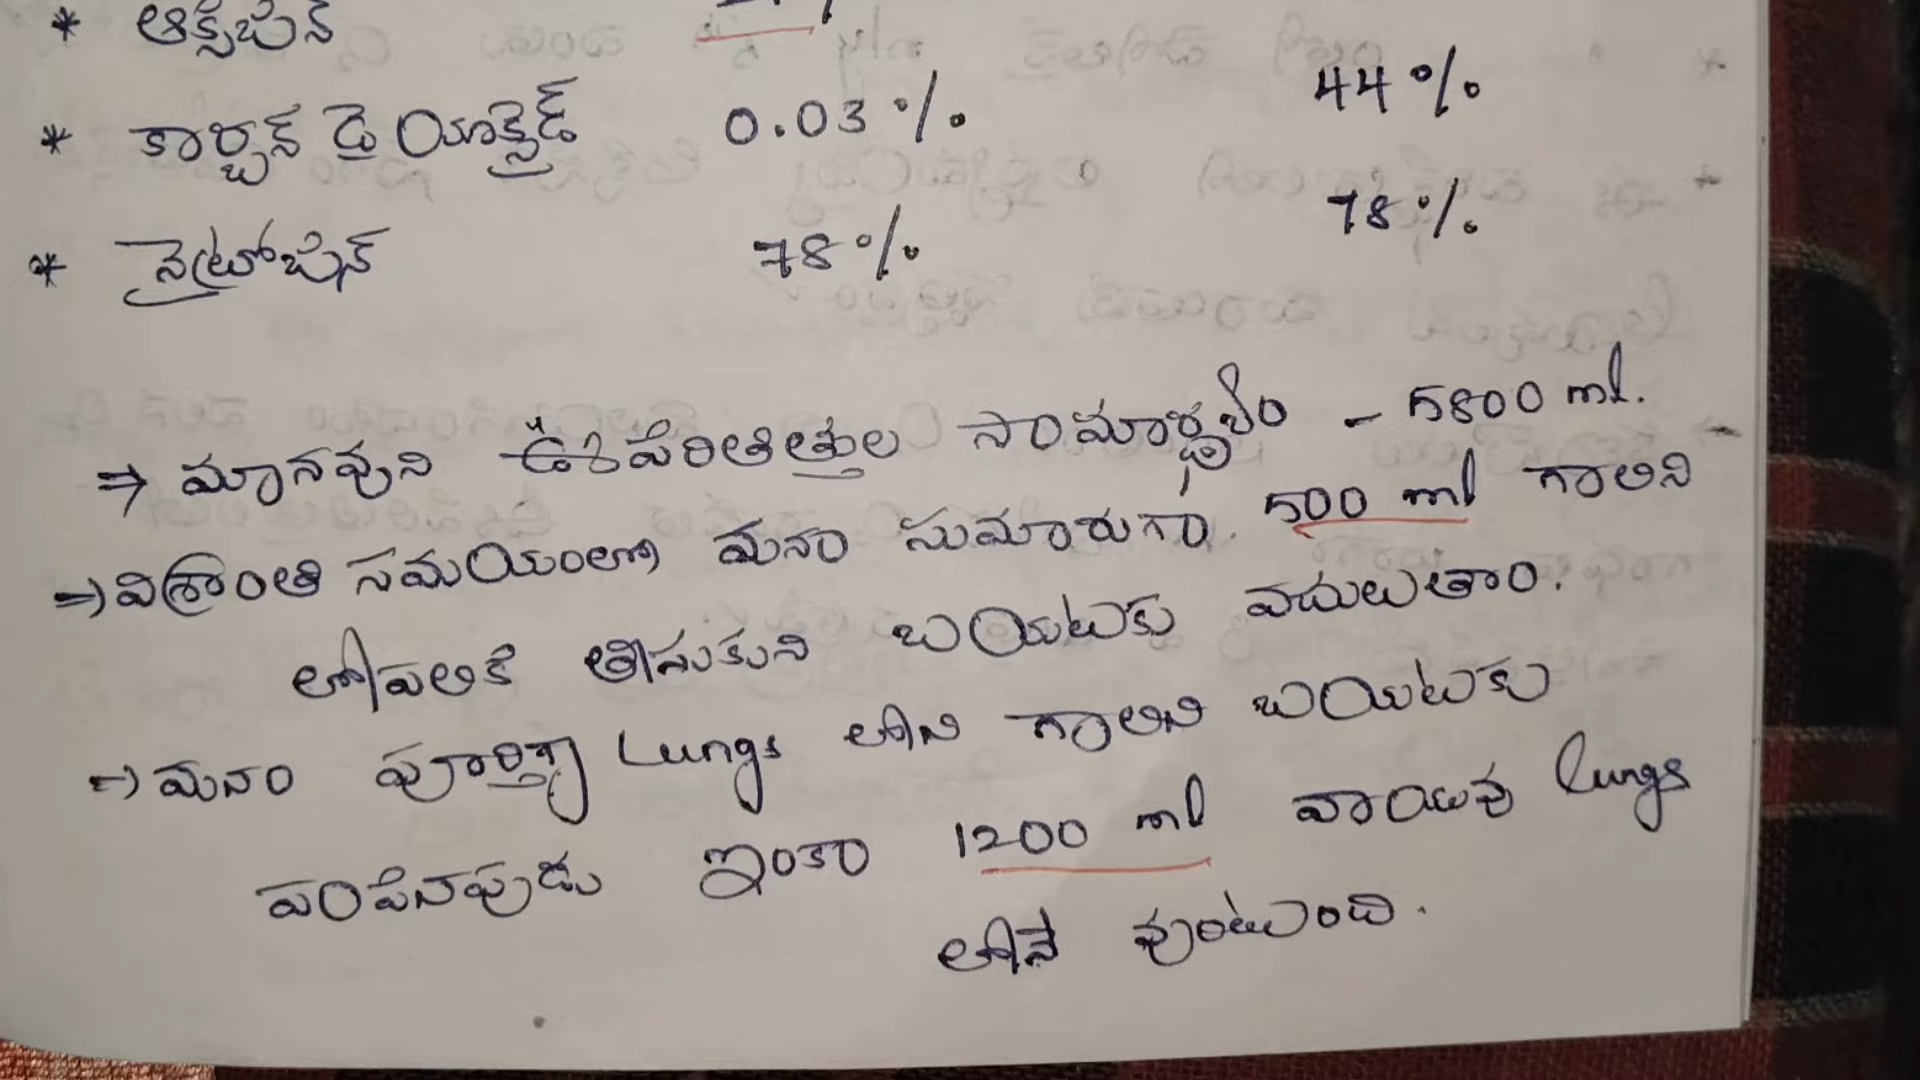 * ఆక్సిజన్
* కార్బన్ డై యాక్సైడ్ 0.03 % 44 %
* నైట్రోజన్ 78 % 78 %
⇒ మానవుని ఊపిరితిత్తుల సామార్థ్యం - 5800 ml.
⇒ విశ్రాంతి సమయంలో మనం సుమారుగా 500 ml గాలిని
లోపలికి తీసుకుని బయటకు వదులుతాం.
⇒ మనం పూర్తిగా Lungs లోని గాలిని బయటకు
పంపినపుడు ఇంకా 1200 ml వాయువు lungs
లోనే వుంటుంది.